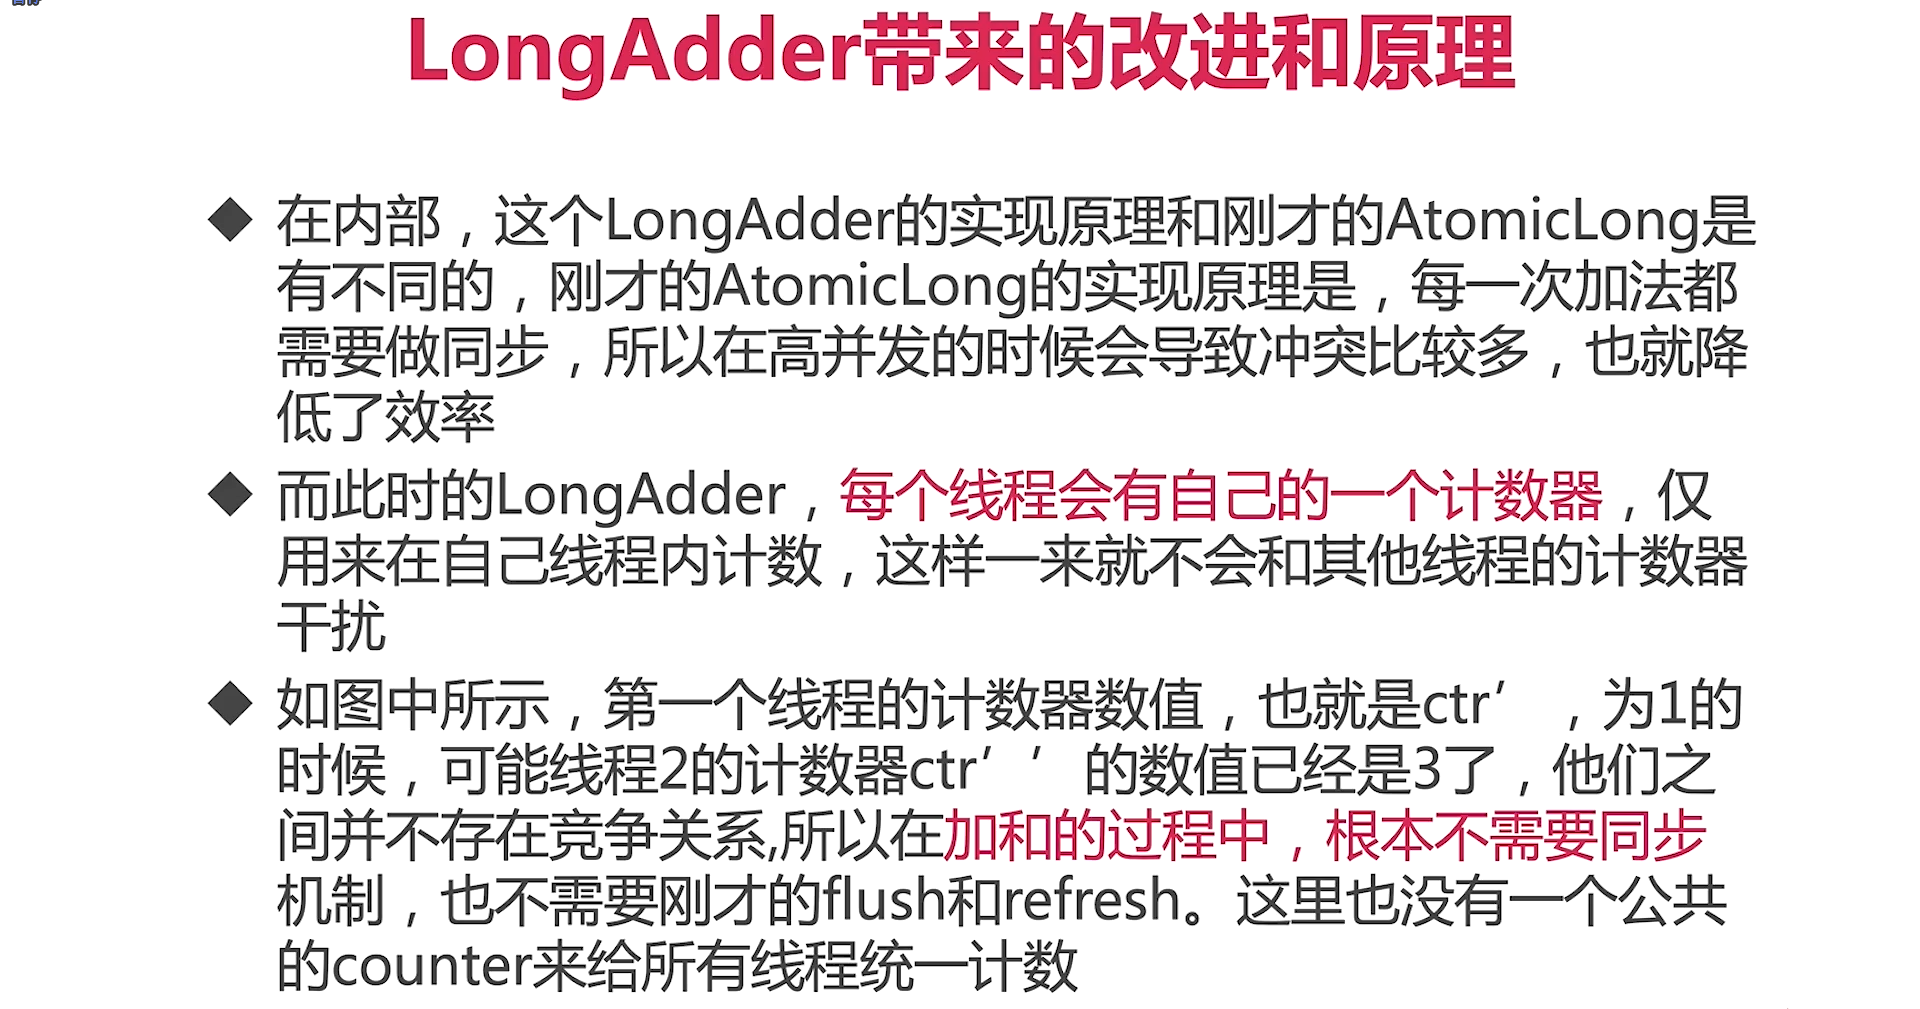 LongAdder带来的改进和原理
在内部，这个LongAdder的实现原理和刚才的AtomicLong是
有不同的，刚才的AtomicLong的实现原理是，每一次加法都
需要做同步，所以在高并发的时候会导致冲突比较多，也就降
低了效率
而此时的LongAdder，每个线程会有自己的一个计数器，仅
用来在自己线程内计数，这样一来就不会和其他线程的计数器
干扰
如图中所示，第一个线程的计数器数值，也就是ctr’，为1的
时候，可能线程2的计数器ctr’’的数值已经是3了，他们之
间并不存在竞争关系,所以在加和的过程中，根本不需要同步
机制，也不需要刚才的flush和refresh。这里也没有一个公共
的counter来给所有线程统一计数